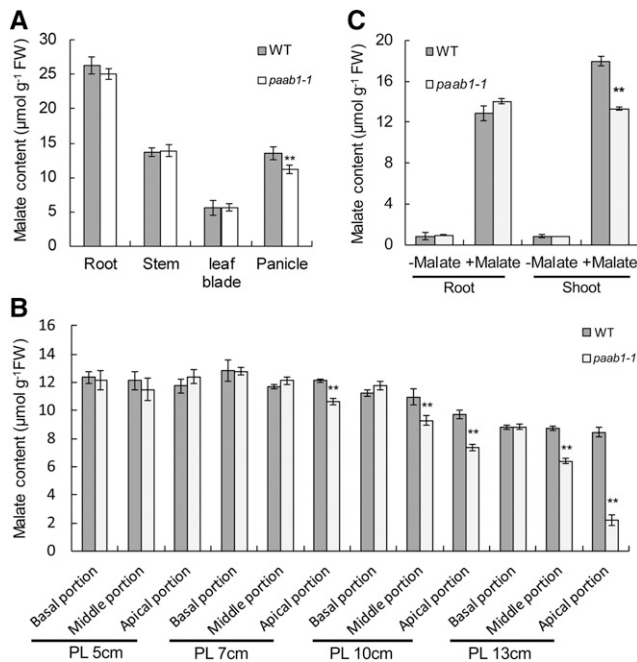 A
Malate content (μmol g⁻¹ FW)
30
25
20
15
10
5
0
WT
paab1-1
**
Root Stem leaf blade Panicle
C
Malate content (μmol g⁻¹ FW)
20
16
12
8
4
0
WT
paab1-1
**
-Malate +Malate -Malate +Malate
Root Shoot
B
Malate content (μmol g⁻¹FW)
16
14
12
10
8
6
4
2
0
WT
paab1-1
** ** ** ** **
Basal portion Middle portion Apical portion Basal portion Middle portion Apical portion Basal portion Middle portion Apical portion Basal portion Middle portion Apical portion
PL 5cm PL 7cm PL 10cm PL 13cm